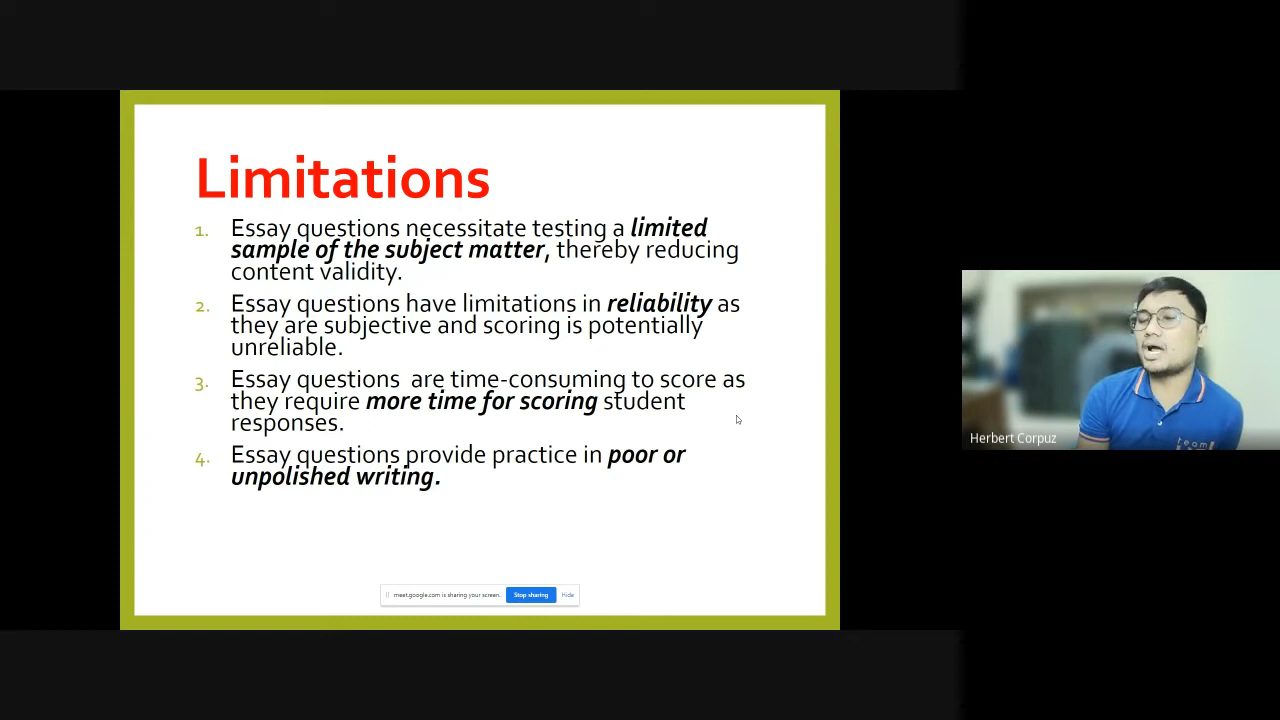 Limitations
1. Essay questions necessitate testing a limited
sample of the subject matter, thereby reducing
content validity.
2. Essay questions have limitations in reliability as
they are subjective and scoring is potentially
unreliable.
3. Essay questions  are time-consuming to score as
they require more time for scoring student
responses.
4. Essay questions provide practice in poor or
unpolished writing.
meet.google.com is sharing your screen.
Stop sharing
Hide
team
Herbert Corpuz